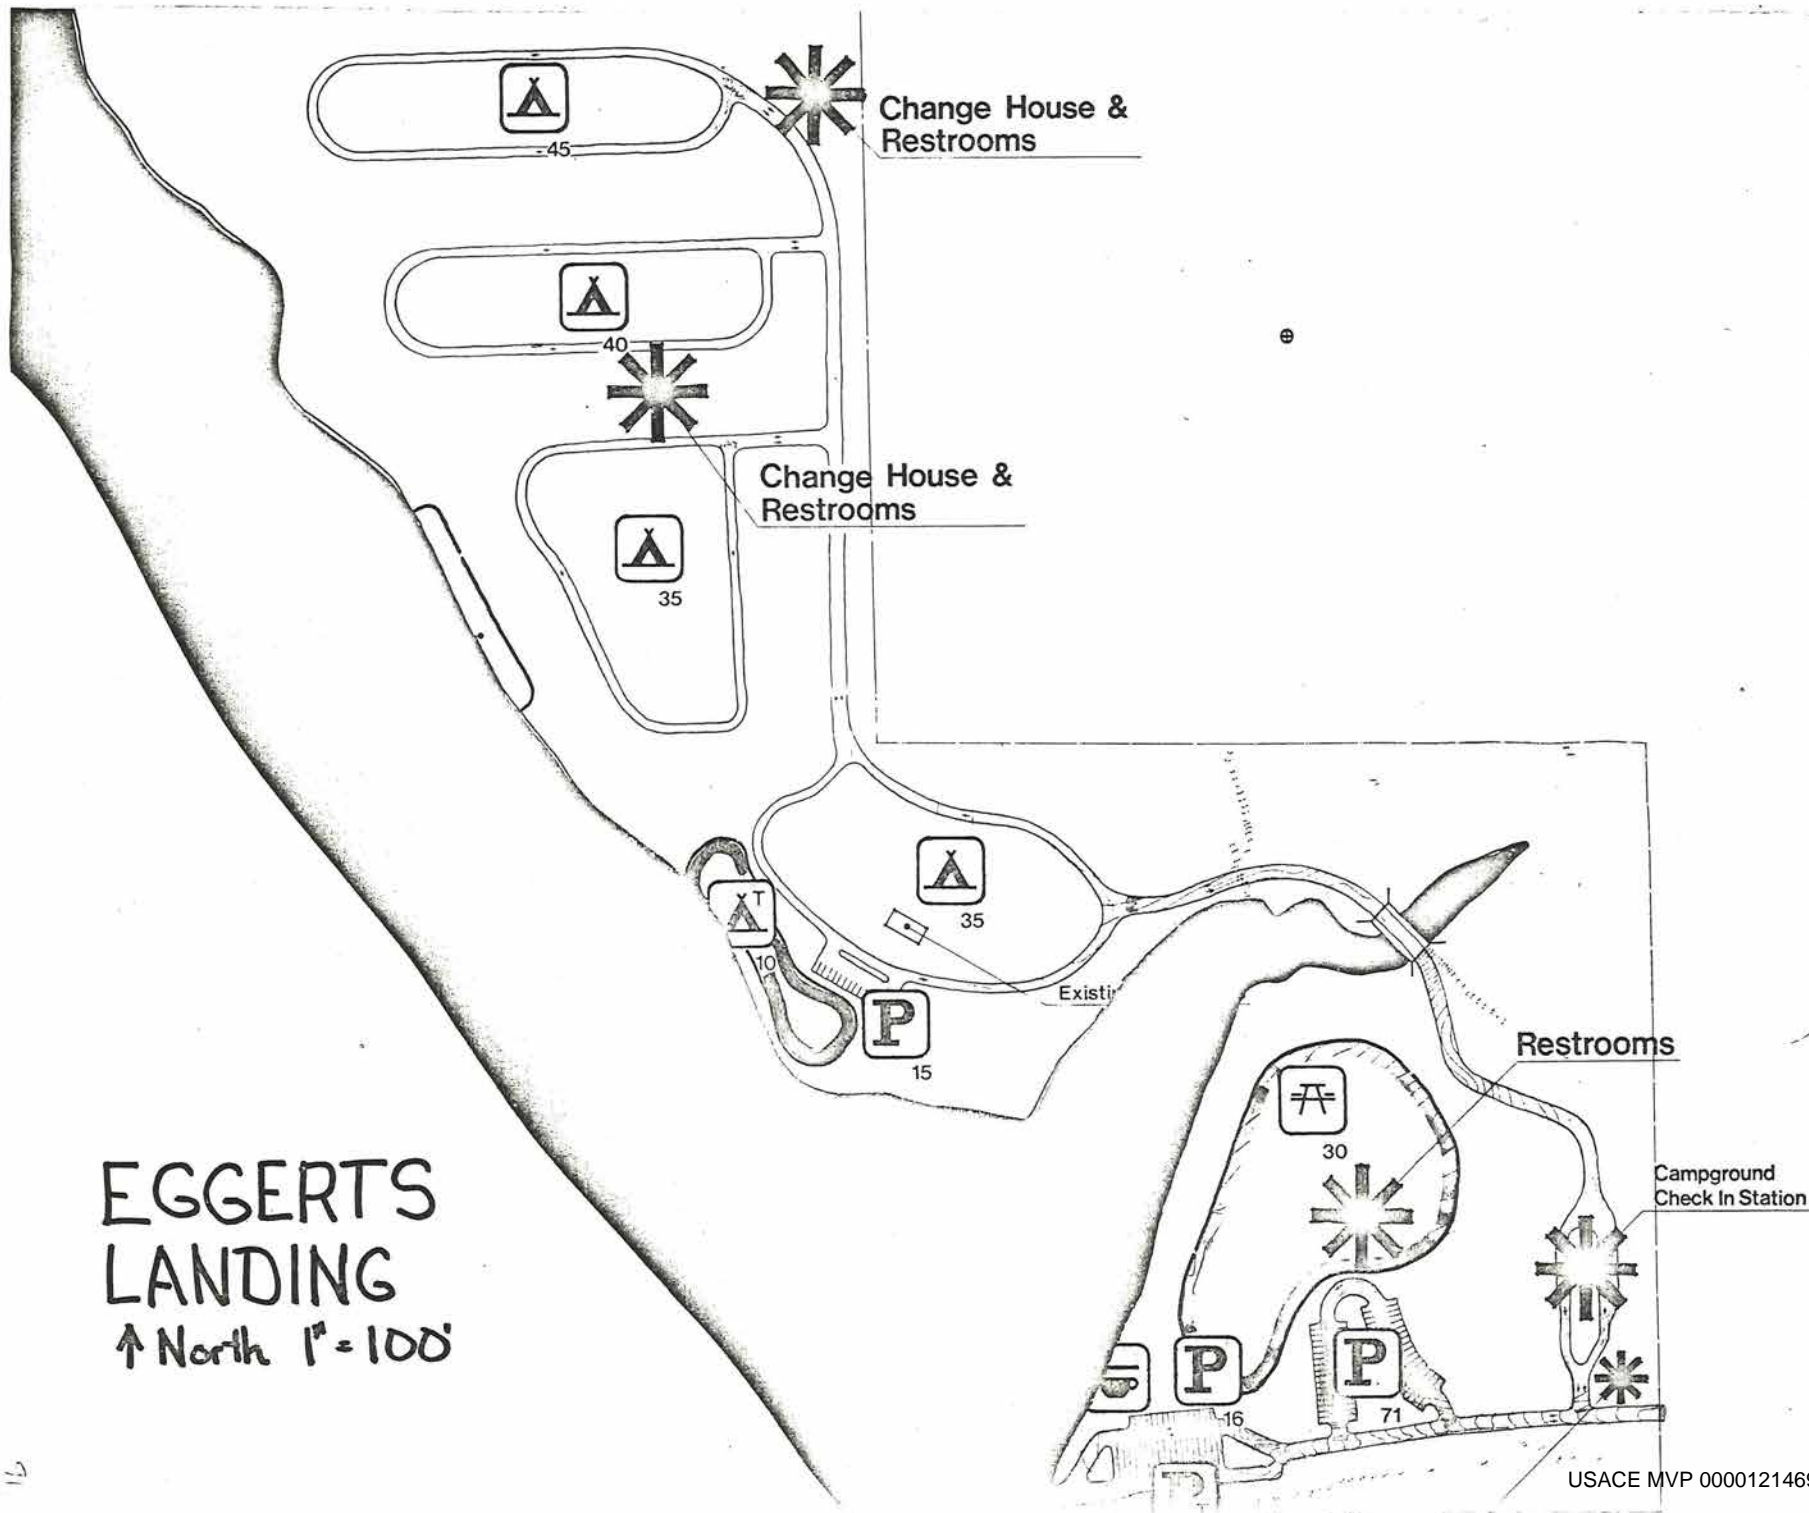 Change House &
Restrooms
45
40
Change House &
Restrooms
35
35
T
10
Existi
P
15
Restrooms
30
Campground
Check In Station
EGGERTS
LANDING
↑ North 1" = 100'
P
16
P
71
P
USACE MVP 0000121469